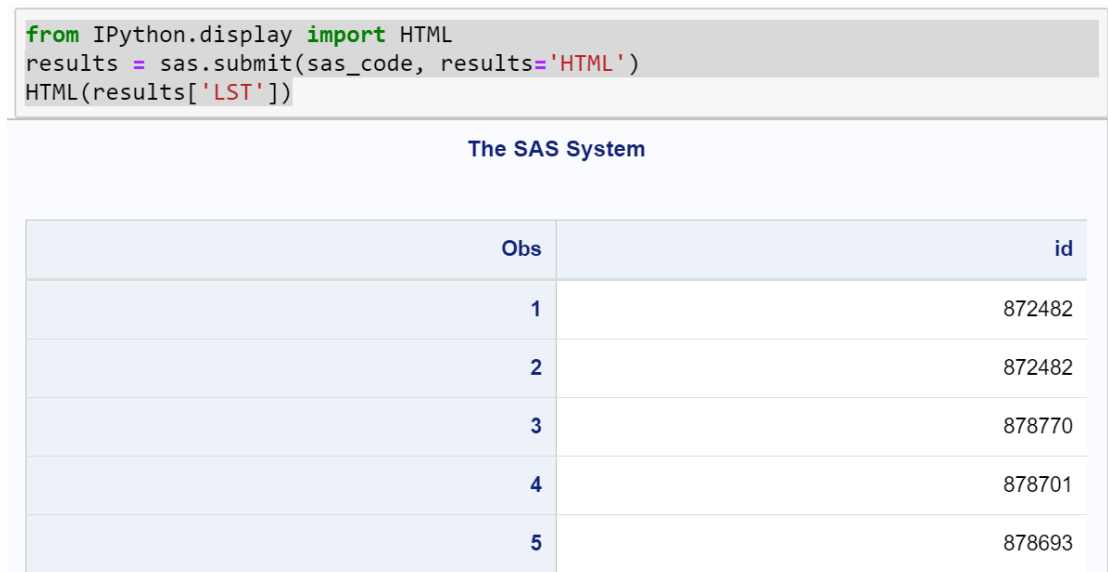 from IPython.display import HTML
results = sas.submit(sas_code, results='HTML')
HTML(results['LST'])
The SAS System
Obs id
1 872482
2 872482
3 878770
4 878701
5 878693